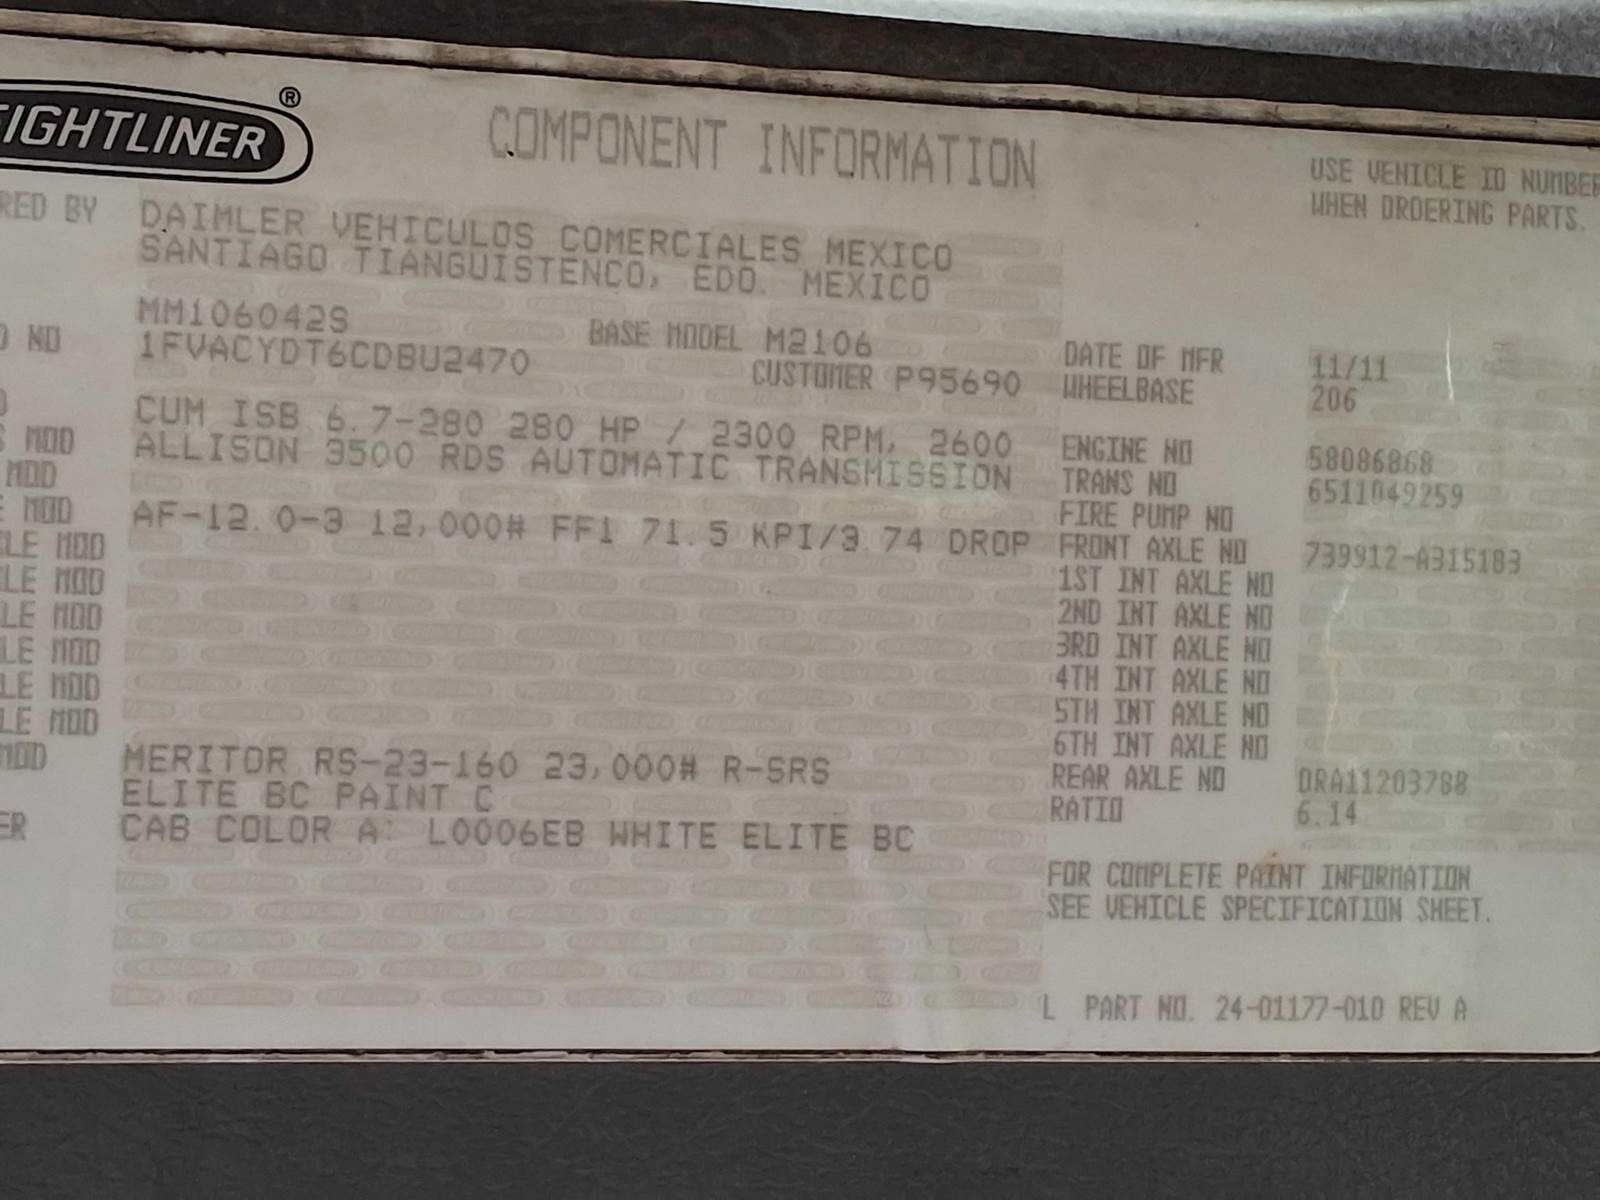 IGHTLINER ®
COMPONENT INFORMATION
USE VEHICLE ID NUMBER
WHEN ORDERING PARTS.
RED BY DAIMLER VEHICULOS COMERCIALES MEXICO
SANTIAGO TIANGUISTENCO, EDO. MEXICO
MM106042S BASE MODEL M2106 DATE OF MFR 11/11
D NO 1FVACYDT6CDBU2470 CUSTOMER P95690 WHEELBASE 206
CUM ISB 6.7-280 280 HP / 2300 RPM, 2600 ENGINE NO 58086868
MOD ALLISON 3500 RDS AUTOMATIC TRANSMISSION TRANS NO 6511049259
MOD FIRE PUMP NO
MOD AF-12.0-3 12,000# FF1 71.5 KPI/3.74 DROP FRONT AXLE NO 739912-A315183
LE MOD 1ST INT AXLE NO
LE MOD 2ND INT AXLE NO
LE MOD 3RD INT AXLE NO
LE MOD 4TH INT AXLE NO
LE MOD 5TH INT AXLE NO
LE MOD 6TH INT AXLE NO
MOD MERITOR RS-23-160 23,000# R-SRS REAR AXLE NO DRA11203788
ELITE BC PAINT C RATIO 6.14
ER CAB COLOR A: L0006EB WHITE ELITE BC
FOR COMPLETE PAINT INFORMATION
SEE VEHICLE SPECIFICATION SHEET.
L PART NO. 24-01177-010 REV A